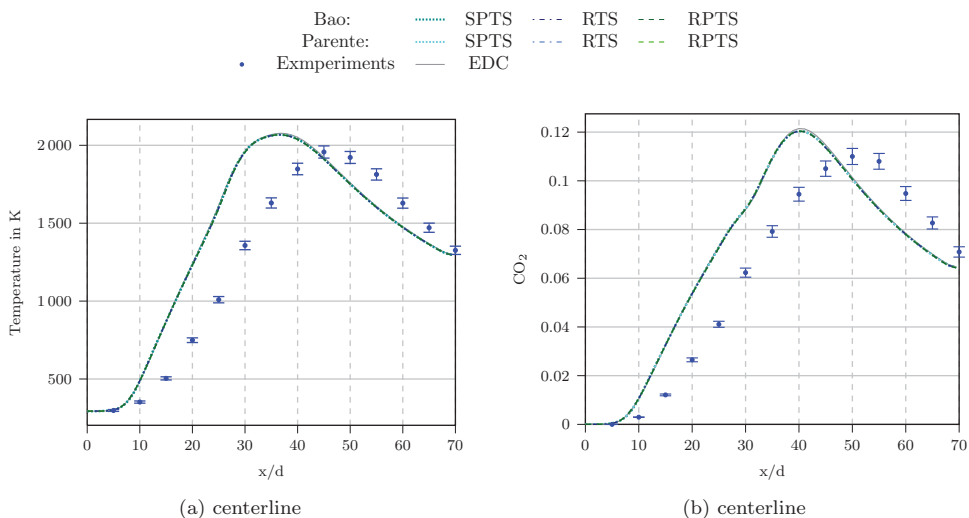 Bao: SPTS RTS RPTS
Parente: SPTS RTS RPTS
Exmperiments EDC
Temperature in K
2 000
1 500
1 000
500
0 10 20 30 40 50 60 70
x/d
(a) centerline
CO₂
0.12
0.1
0.08
0.06
0.04
0.02
0
0 10 20 30 40 50 60 70
x/d
(b) centerline